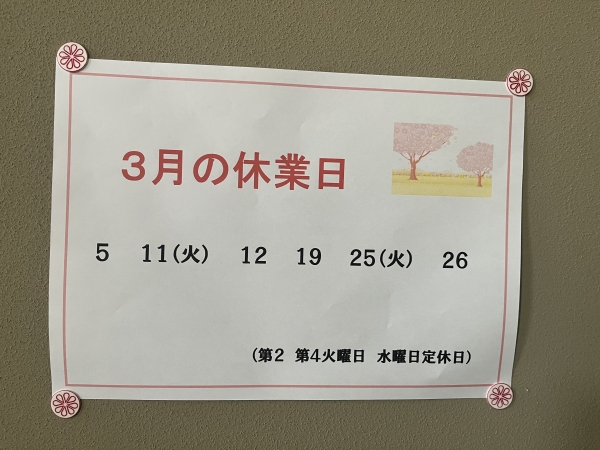 ３月の休業日
5 11(火) 12 19 25(火) 26
(第2 第4火曜日 水曜日定休日)